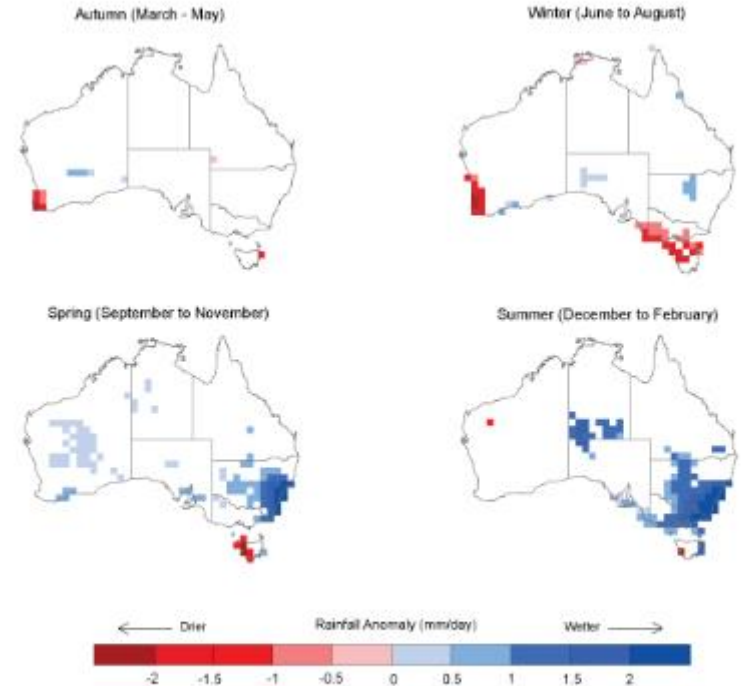 Autumn (March - May)
Winter (June to August)
Spring (September to November)
Summer (December to February)
Drier
Rainfall Anomaly (mm/day)
Wetter
-2 -1.5 -1 -0.5 0 0.5 1 1.5 2